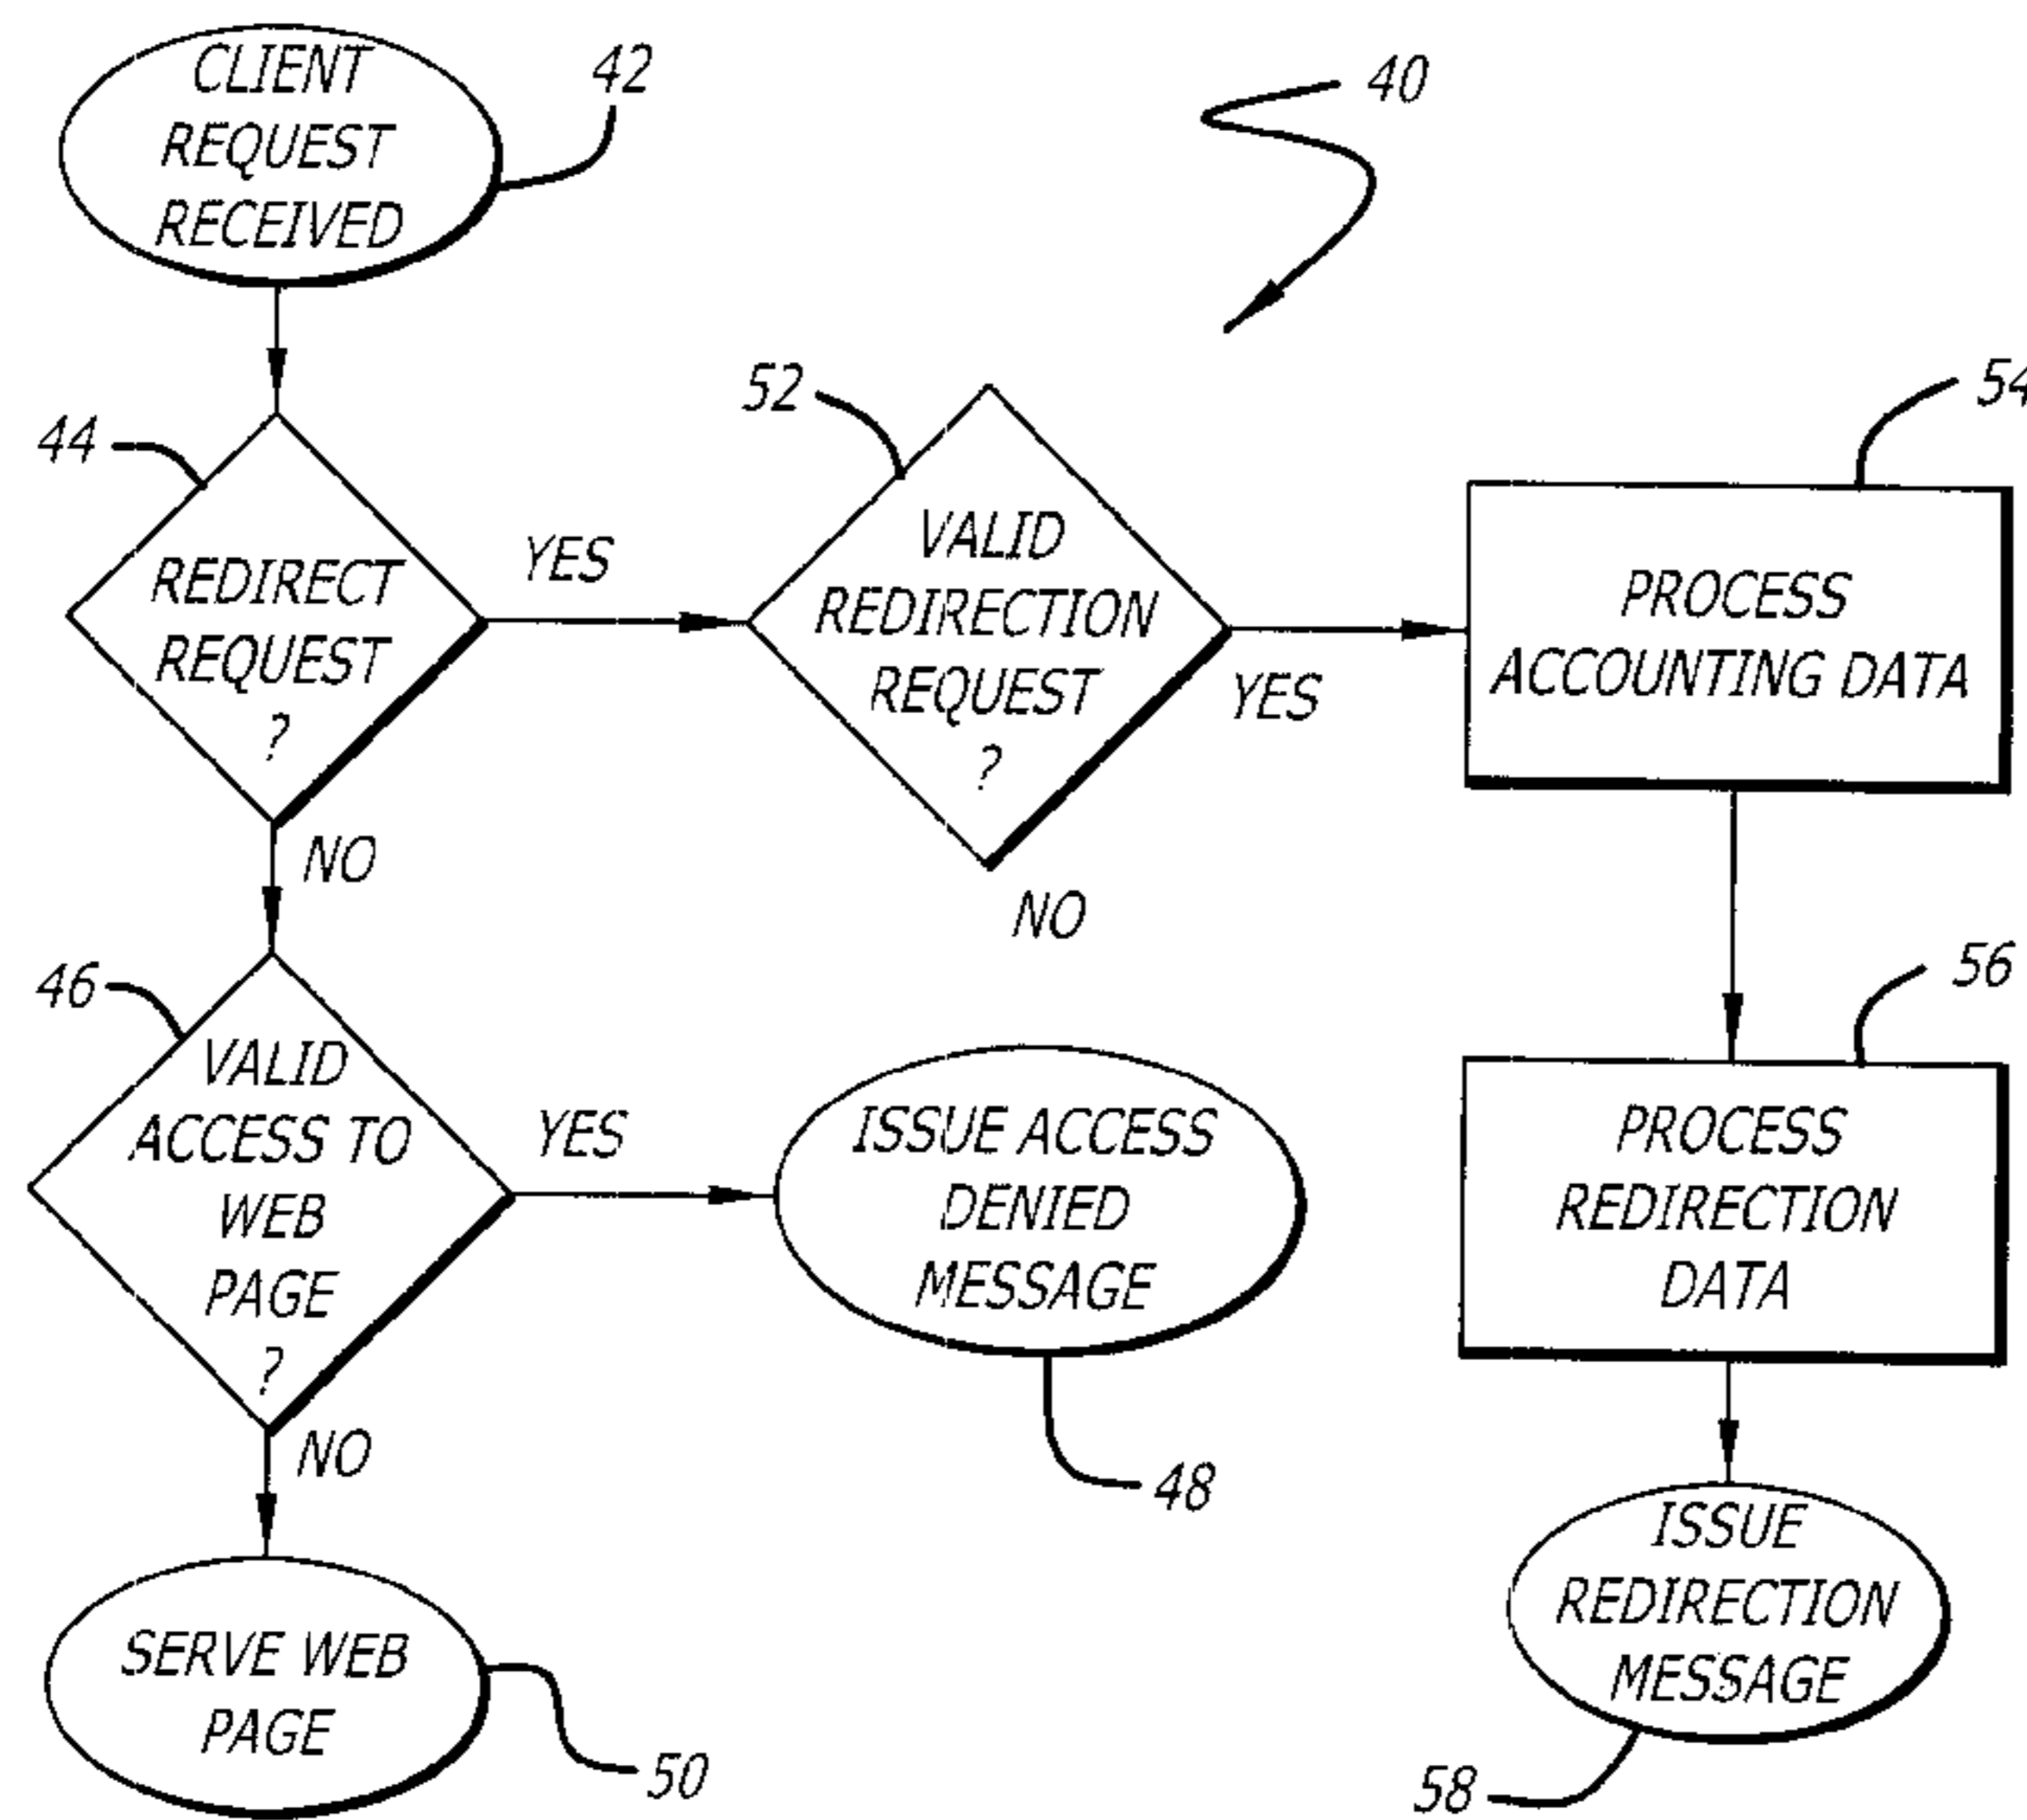 CLIENT
REQUEST
RECEIVED
42
40
44
REDIRECT
REQUEST
?
YES
NO
52
VALID
REDIRECTION
REQUEST
?
YES
NO
54
PROCESS
ACCOUNTING DATA
46
VALID
ACCESS TO
WEB
PAGE
?
YES
NO
ISSUE ACCESS
DENIED
MESSAGE
48
56
PROCESS
REDIRECTION
DATA
SERVE WEB
PAGE
50
ISSUE
REDIRECTION
MESSAGE
58